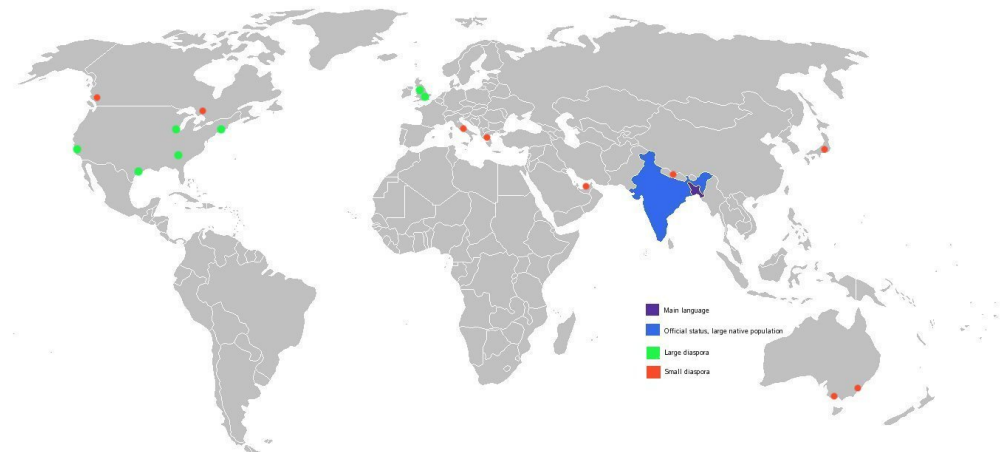 Main language
Official status, large native population
Large diaspora
Small diaspora